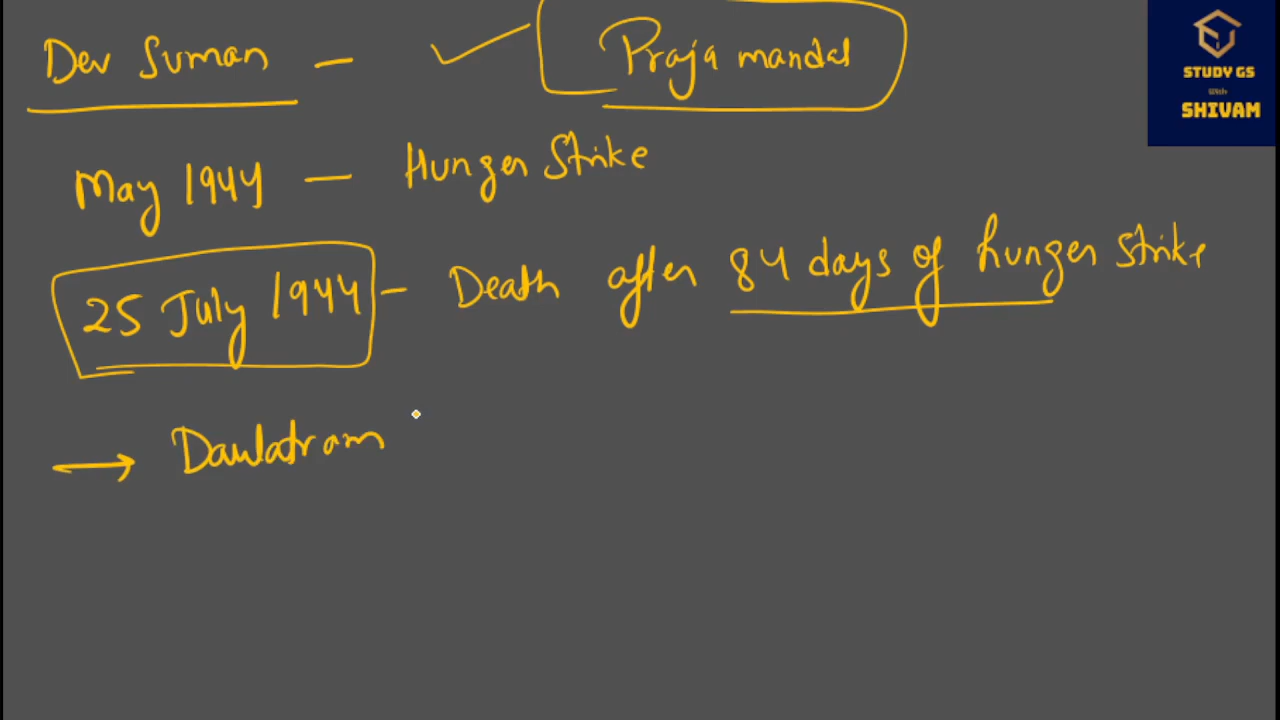 Dev Suman - ✓ Praja mandal
May 1944 - Hunger Strike
25 July 1944 - Death after 84 days of hunger strike
→ Daulatram
STUDY GS
With
SHIVAM